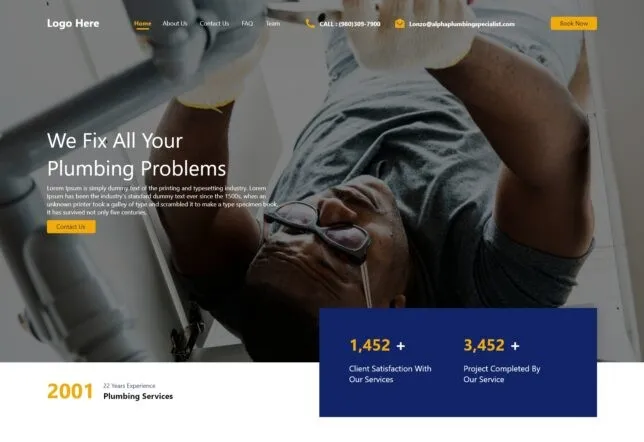 Logo Here
Home About Us Contact Us FAQ Team
CALL : (980)309-7900
Lonzo@alphaplumbingspecialist.com
Book Now
We Fix All Your
Plumbing Problems
Lorem Ipsum is simply dummy text of the printing and typesetting industry. Lorem
Ipsum has been the industry's standard dummy text ever since the 1500s, when an
unknown printer took a galley of type and scrambled it to make a type specimen book.
It has survived not only five centuries.
Contact Us
1,452 +
Client Satisfaction With
Our Services
3,452 +
Project Completed By
Our Service
2001
22 Years Experience
Plumbing Services